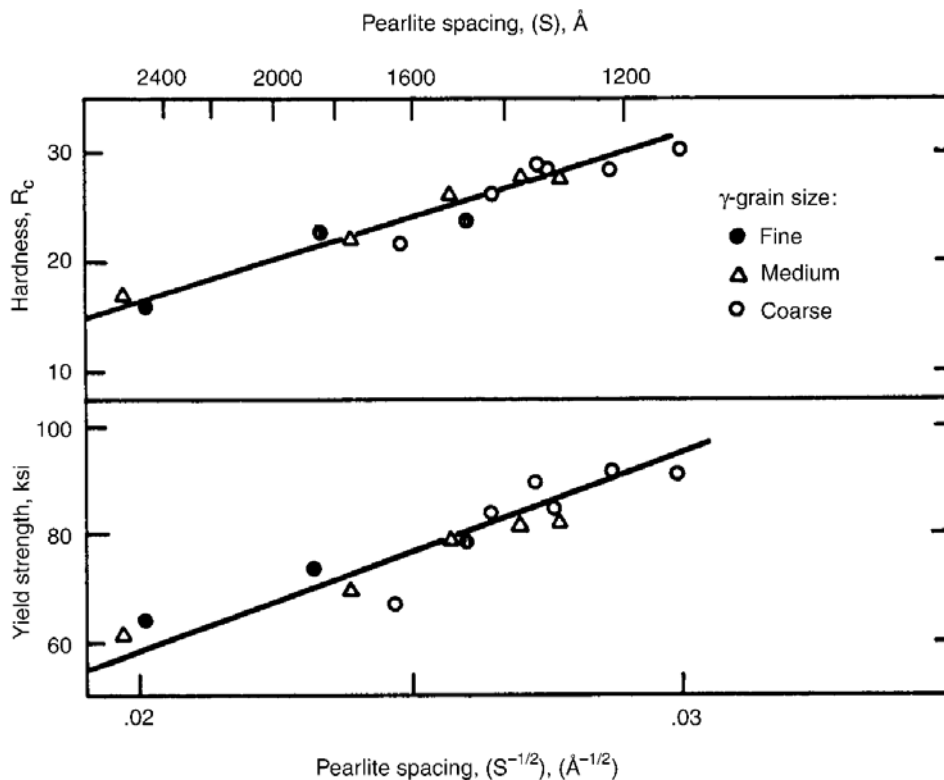 Pearlite spacing, (S), Å
2400 2000 1600 1200
30
20
10
Hardness, R_c
γ-grain size:
Fine
Medium
Coarse
100
80
60
Yield strength, ksi
.02 .03
Pearlite spacing, (S⁻¹/²), (Å⁻¹/²)